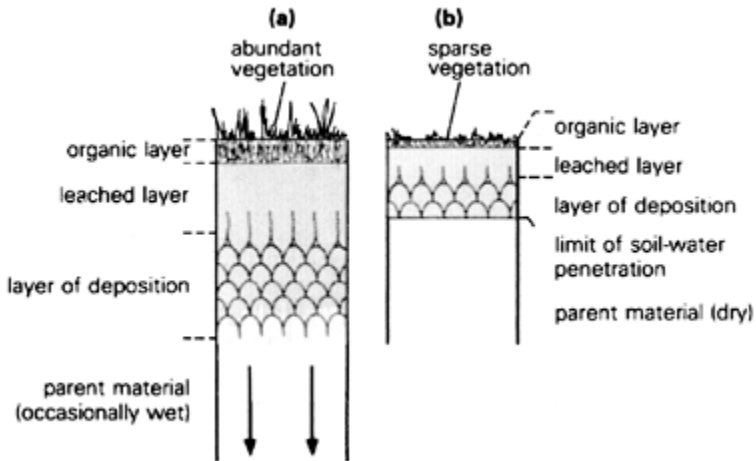 (a)
abundant
vegetation
organic layer
leached layer
layer of deposition
parent material
(occasionally wet)
(b)
sparse
vegetation
organic layer
leached layer
layer of deposition
limit of soil-water
penetration
parent material (dry)